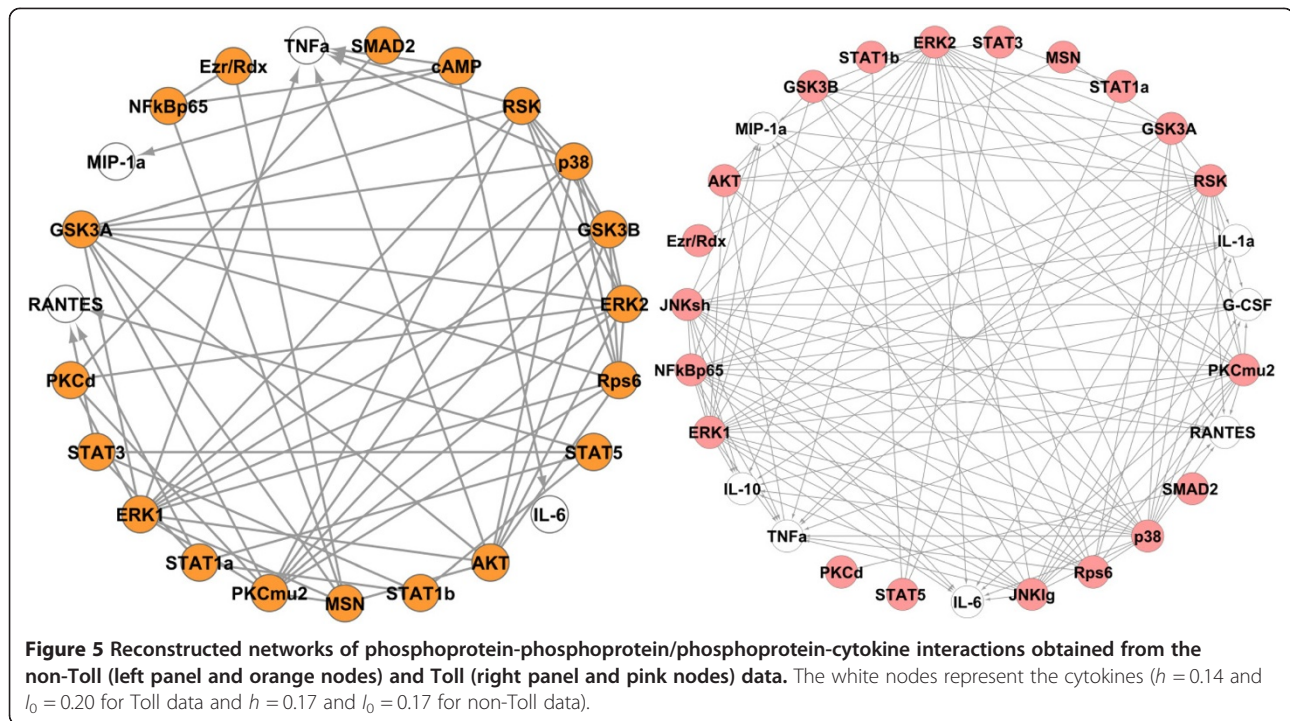 TNFa
SMAD2
cAMP
Ezr/Rdx
NFkBp65
RSK
MIP-1a
p38
GSK3A
GSK3B
RANTES
ERK2
PKCd
Rps6
STAT3
STAT5
ERK1
IL-6
STAT1a
AKT
PKCmu2
MSN
STAT1b
ERK2
STAT3
STAT1b
MSN
GSK3B
STAT1a
MIP-1a
GSK3A
AKT
RSK
Ezr/Rdx
IL-1a
JNKsh
G-CSF
NFkBp65
PKCmu2
ERK1
RANTES
IL-10
SMAD2
TNFa
p38
PKCd
Rps6
STAT5
IL-6
JNKlg
Figure 5 Reconstructed networks of phosphoprotein-phosphoprotein/phosphoprotein-cytokine interactions obtained from the
non-Toll (left panel and orange nodes) and Toll (right panel and pink nodes) data. The white nodes represent the cytokines (h = 0.14 and
I₀ = 0.20 for Toll data and h = 0.17 and I₀ = 0.17 for non-Toll data).